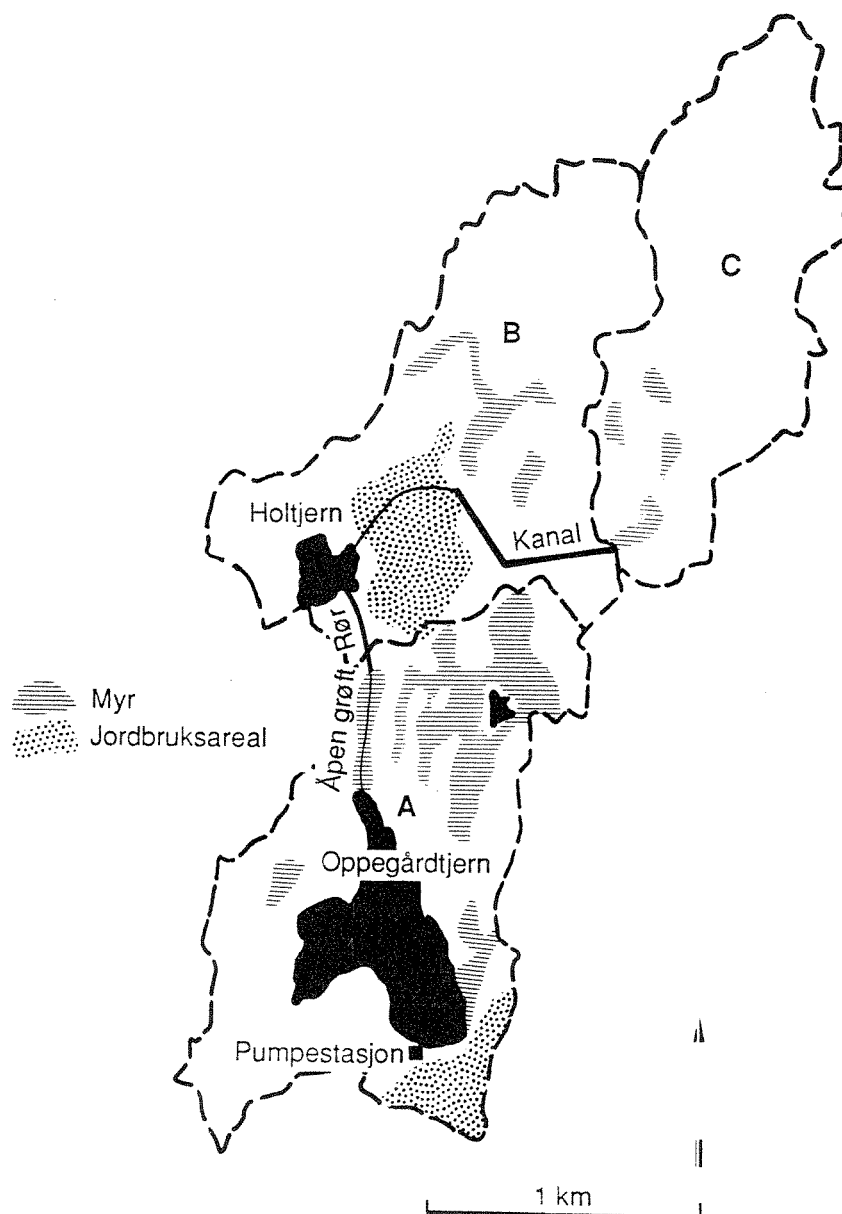 C
B
Holtjern
Kanal
Åpen grøft.-Rør
Myr
Jordbruksareal
A
Oppegårdtjern
Pumpestasjon
1 km